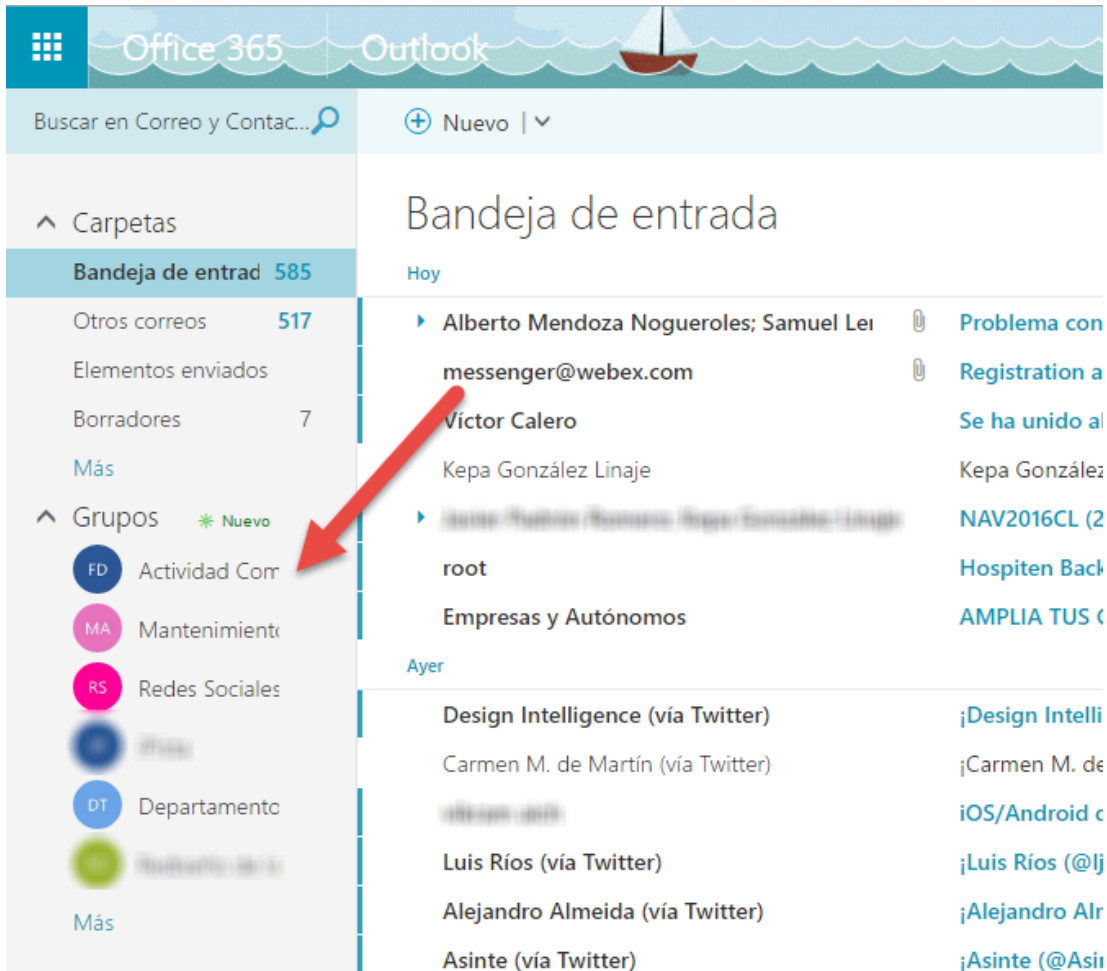 Office 365 Outlook
Buscar en Correo y Contac...
Nuevo
Carpetas
Bandeja de entrad 585
Otros correos 517
Elementos enviados
Borradores 7
Más
Grupos Nuevo
FD Actividad Com
MA Mantenimiento
RS Redes Sociales
DT Departamento
Más
Bandeja de entrada
Hoy
Alberto Mendoza Nogueroles; Samuel Ler Problema con
messenger@webex.com Registration a
Víctor Calero Se ha unido al
Kepa González Linaje Kepa González
NAV2016CL (2
root Hospiten Back
Empresas y Autónomos AMPLIA TUS
Ayer
Design Intelligence (vía Twitter) ¡Design Intelli
Carmen M. de Martín (vía Twitter) ¡Carmen M. de
iOS/Android
Luis Ríos (vía Twitter) ¡Luis Ríos (@lj
Alejandro Almeida (vía Twitter) ¡Alejandro Alm
Asinte (vía Twitter) ¡Asinte (@Asin